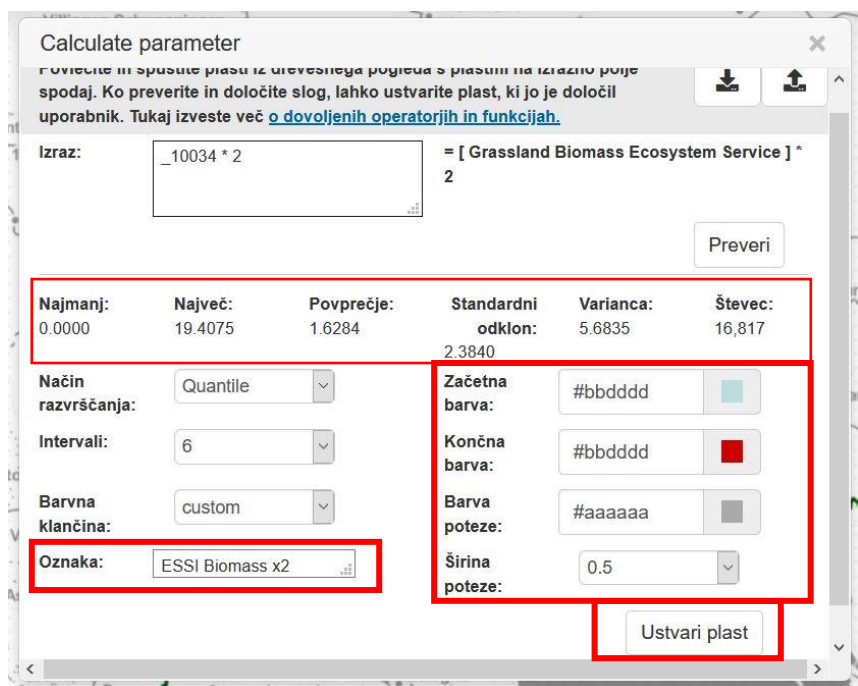 Calculate parameter ×
Povlecite in spustite plasti iz drevesnega pogleda s plastmi na izrazno polje
spodaj. Ko preverite in določite slog, lahko ustvarite plast, ki jo je določil
uporabnik. Tukaj izveste več o dovoljenih operatorjih in funkcijah.
Izraz: _10034 * 2 = [ Grassland Biomass Ecosystem Service ] *
2
Preveri
Najmanj: Največ: Povprečje: Standardni odklon: Varianca: Števec:
0.0000 19.4075 1.6284 2.3840 5.6835 16,817
Način razvrščanja: Quantile
Začetna barva: #bbdddd
Intervali: 6
Končna barva: #bbdddd
Barvna klančina: custom
Barva poteze: #aaaaaa
Oznaka: ESSI Biomass x2
Širina poteze: 0.5
Ustvari plast